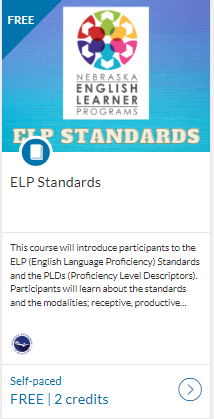 FREE
NEBRASKA
ENGLISH
LEARNER
PROGRAMS
ELP STANDARDS
ELP Standards
This course will introduce participants to the
ELP (English Language Proficiency) Standards
and the PLDs (Proficiency Level Descriptors).
Participants will learn about the standards
and the modalities; receptive, productive...
Self-paced
FREE | 2 credits